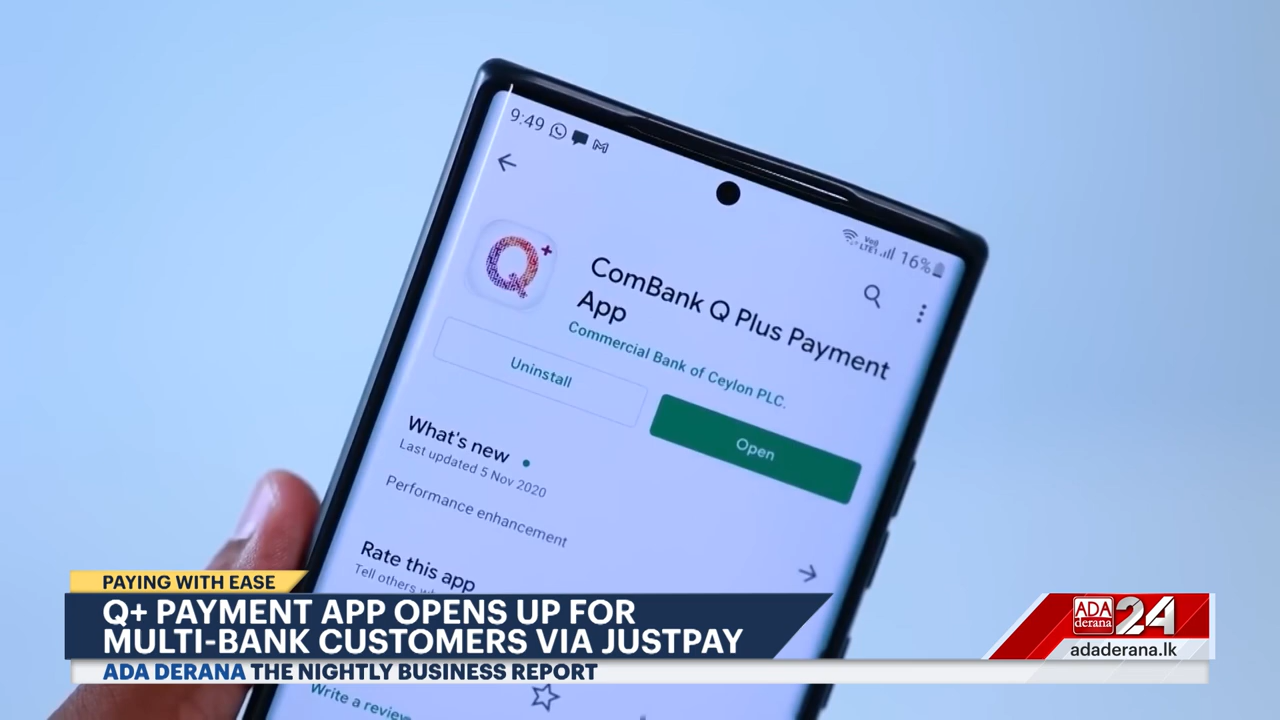 9:49
VoD
LTE1
16%
Q+
ComBank Q Plus Payment
App
Commercial Bank of Ceylon PLC.
Uninstall
Open
What's new
Last updated 5 Nov 2020
Performance enhancement
Rate this app
Tell others
PAYING WITH EASE
Q+ PAYMENT APP OPENS UP FOR
MULTI-BANK CUSTOMERS VIA JUSTPAY
ADA DERANA THE NIGHTLY BUSINESS REPORT
ADA
derana
24
adaderana.lk
Write a review